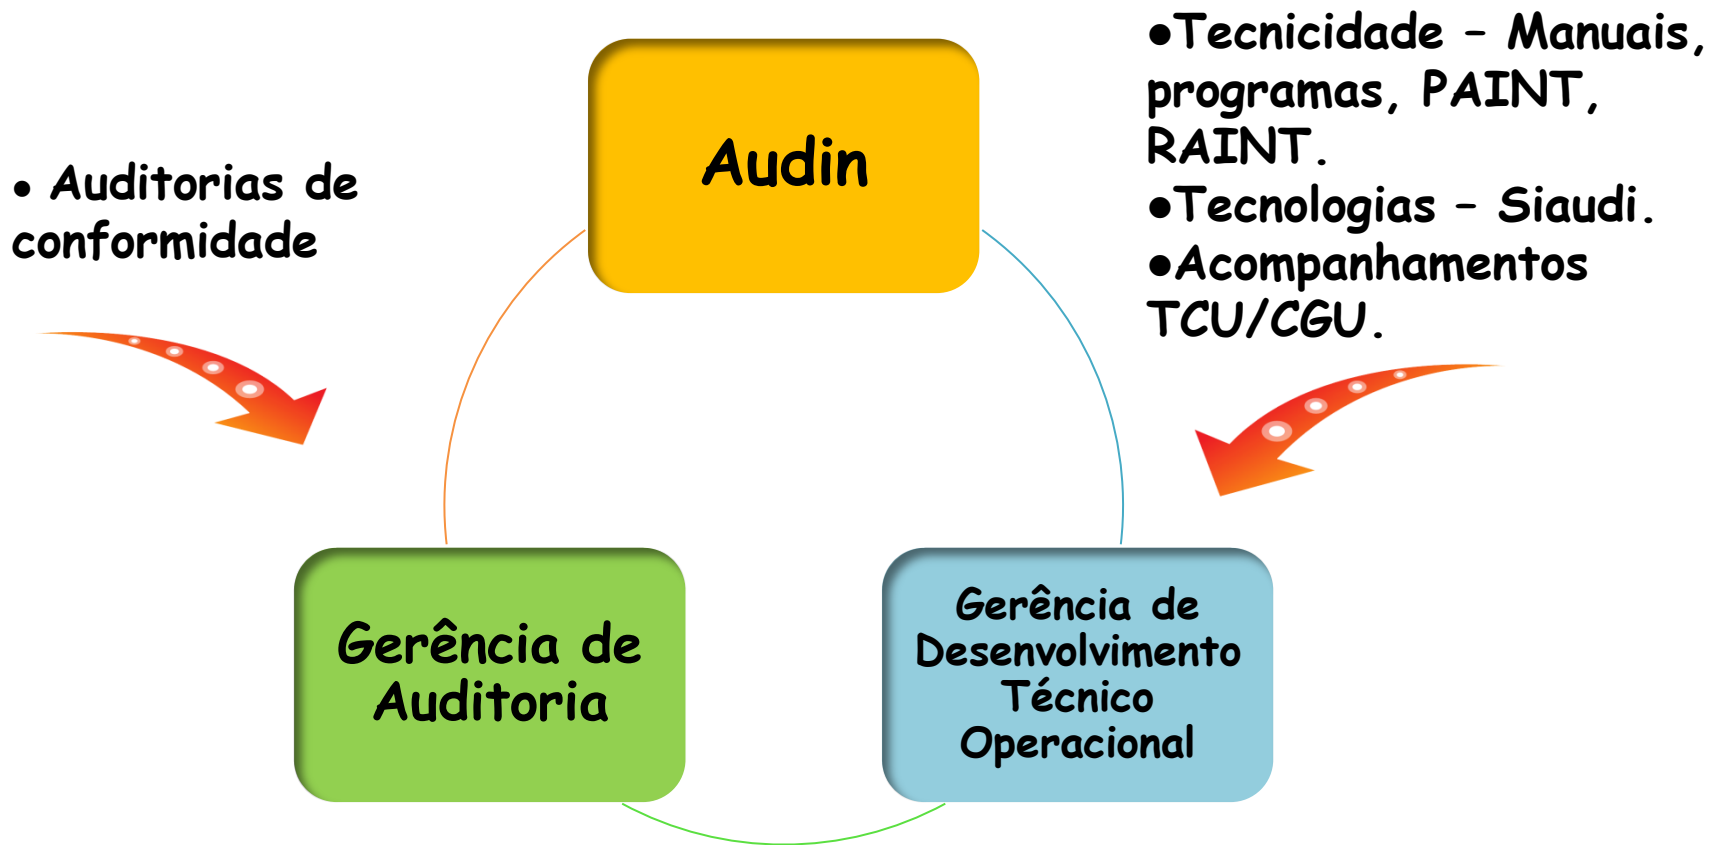 Audin
● Auditorias de
conformidade
●Tecnicidade – Manuais,
programas, PAINT,
RAINT.
●Tecnologias – Siaudi.
●Acompanhamentos
TCU/CGU.
Gerência de
Auditoria
Gerência de
Desenvolvimento
Técnico
Operacional